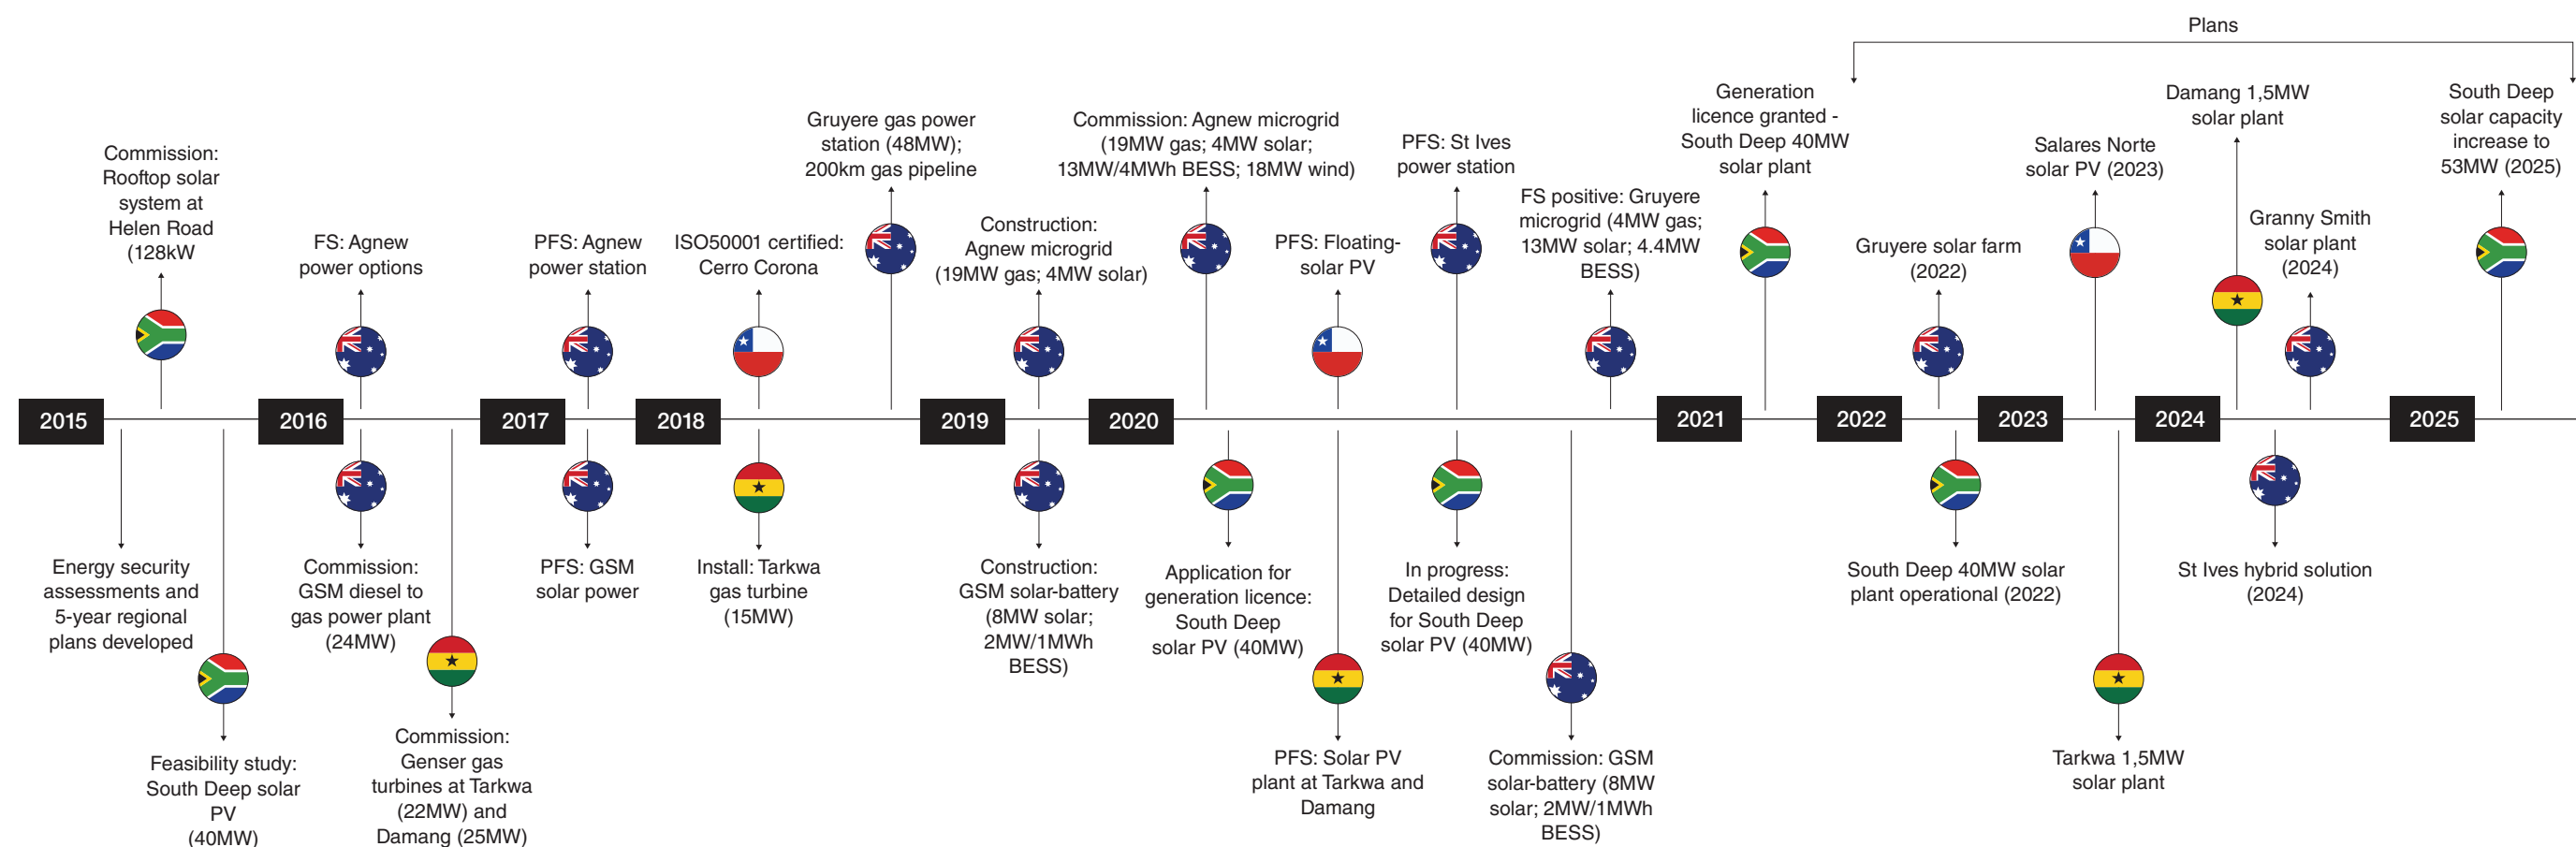 Plans
Commission:
Rooftop solar
system at
Helen Road
(128kW
FS: Agnew
power options
PFS: Agnew
power station
ISO50001 certified:
Cerro Corona
Gruyere gas power
station (48MW);
200km gas pipeline
Construction:
Agnew microgrid
(19MW gas; 4MW solar)
Commission: Agnew microgrid
(19MW gas; 4MW solar;
13MW/4MWh BESS; 18MW wind)
PFS: Floating-
solar PV
PFS: St Ives
power station
FS positive: Gruyere
microgrid (4MW gas;
13MW solar; 4.4MW
BESS)
Generation
licence granted -
South Deep 40MW
solar plant
Gruyere solar farm
(2022)
Salares Norte
solar PV (2023)
Damang 1,5MW
solar plant
Granny Smith
solar plant
(2024)
South Deep
solar capacity
increase to
53MW (2025)
2015
2016
2017
2018
2019
2020
2021
2022
2023
2024
2025
Energy security
assessments and
5-year regional
plans developed
Feasibility study:
South Deep solar
PV
(40MW)
Commission:
GSM diesel to
gas power plant
(24MW)
Commission:
Genser gas
turbines at Tarkwa
(22MW) and
Damang (25MW)
PFS: GSM
solar power
Install: Tarkwa
gas turbine
(15MW)
Construction:
GSM solar-battery
(8MW solar;
2MW/1MWh
BESS)
Application for
generation licence:
South Deep
solar PV (40MW)
PFS: Solar PV
plant at Tarkwa and
Damang
In progress:
Detailed design
for South Deep
solar PV (40MW)
Commission: GSM
solar-battery (8MW
solar; 2MW/1MWh
BESS)
South Deep 40MW solar
plant operational (2022)
Tarkwa 1,5MW
solar plant
St Ives hybrid solution
(2024)